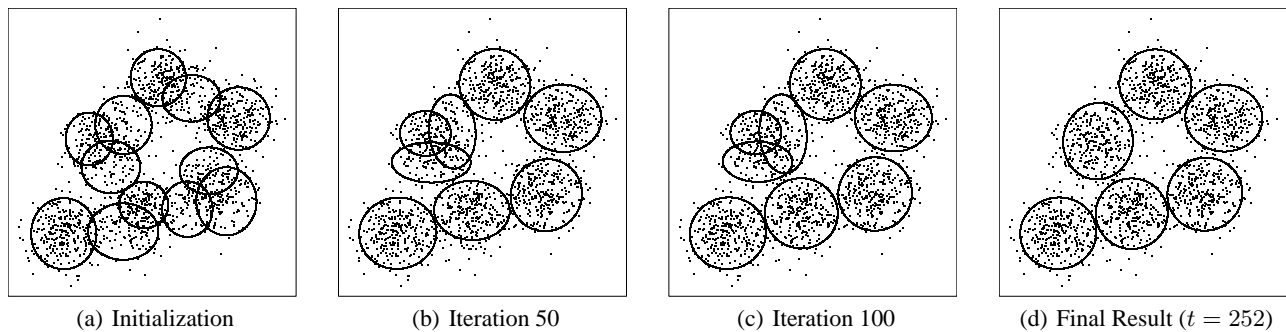 (a) Initialization
(b) Iteration 50
(c) Iteration 100
(d) Final Result (t = 252)